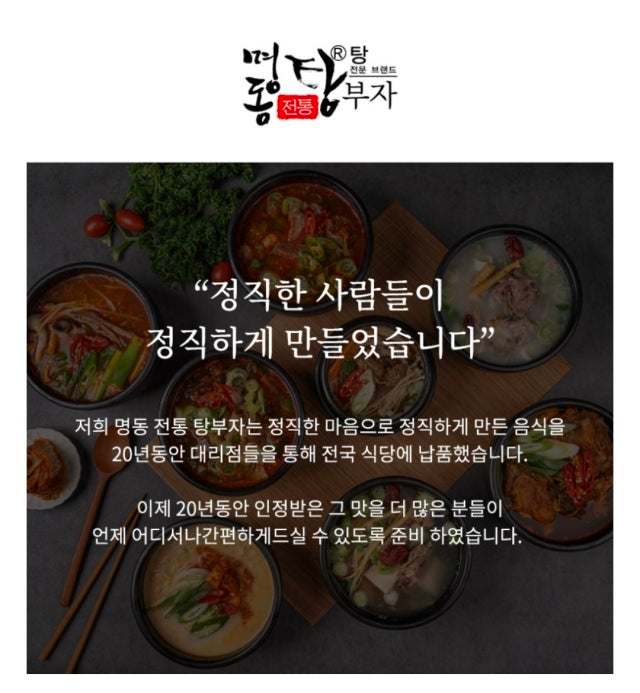 명동
전통
탕
®탕
전문 브랜드
부자
“정직한 사람들이
정직하게 만들었습니다”
저희 명동 전통 탕부자는 정직한 마음으로 정직하게 만든 음식을
20년동안 대리점들을 통해 전국 식당에 납품했습니다.
이제 20년동안 인정받은 그 맛을 더 많은 분들이
언제 어디서나간편하게드실 수 있도록 준비 하였습니다.